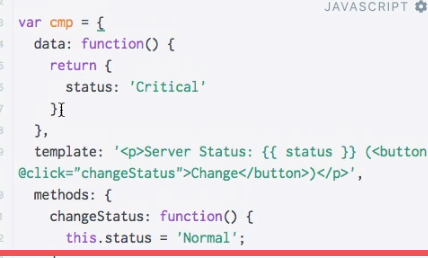 JAVASCRIPT
var cmp = {
data: function() {
return {
status: 'Critical'
}
},
template: '<p>Server Status: {{ status }} (<button
@click="changeStatus">Change</button>)</p>',
methods: {
changeStatus: function() {
this.status = 'Normal';